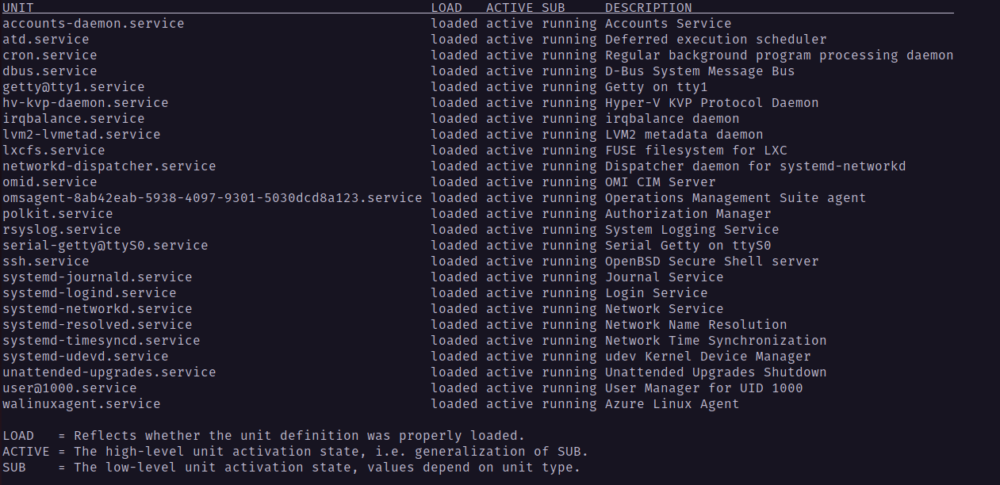 UNIT LOAD ACTIVE SUB DESCRIPTION
accounts-daemon.service loaded active running Accounts Service
atd.service loaded active running Deferred execution scheduler
cron.service loaded active running Regular background program processing daemon
dbus.service loaded active running D-Bus System Message Bus
getty@tty1.service loaded active running Getty on tty1
hv-kvp-daemon.service loaded active running Hyper-V KVP Protocol Daemon
irqbalance.service loaded active running irqbalance daemon
lvm2-lvmetad.service loaded active running LVM2 metadata daemon
lxcfs.service loaded active running FUSE filesystem for LXC
networkd-dispatcher.service loaded active running Dispatcher daemon for systemd-networkd
omid.service loaded active running OMI CIM Server
omsagent-8ab42eab-5938-4097-9301-5030dcd8a123.service loaded active running Operations Management Suite agent
polkit.service loaded active running Authorization Manager
rsyslog.service loaded active running System Logging Service
serial-getty@ttyS0.service loaded active running Serial Getty on ttyS0
ssh.service loaded active running OpenBSD Secure Shell server
systemd-journald.service loaded active running Journal Service
systemd-logind.service loaded active running Login Service
systemd-networkd.service loaded active running Network Service
systemd-resolved.service loaded active running Network Name Resolution
systemd-timesyncd.service loaded active running Network Time Synchronization
systemd-udevd.service loaded active running udev Kernel Device Manager
unattended-upgrades.service loaded active running Unattended Upgrades Shutdown
user@1000.service loaded active running User Manager for UID 1000
walinuxagent.service loaded active running Azure Linux Agent
LOAD = Reflects whether the unit definition was properly loaded.
ACTIVE = The high-level unit activation state, i.e. generalization of SUB.
SUB = The low-level unit activation state, values depend on unit type.